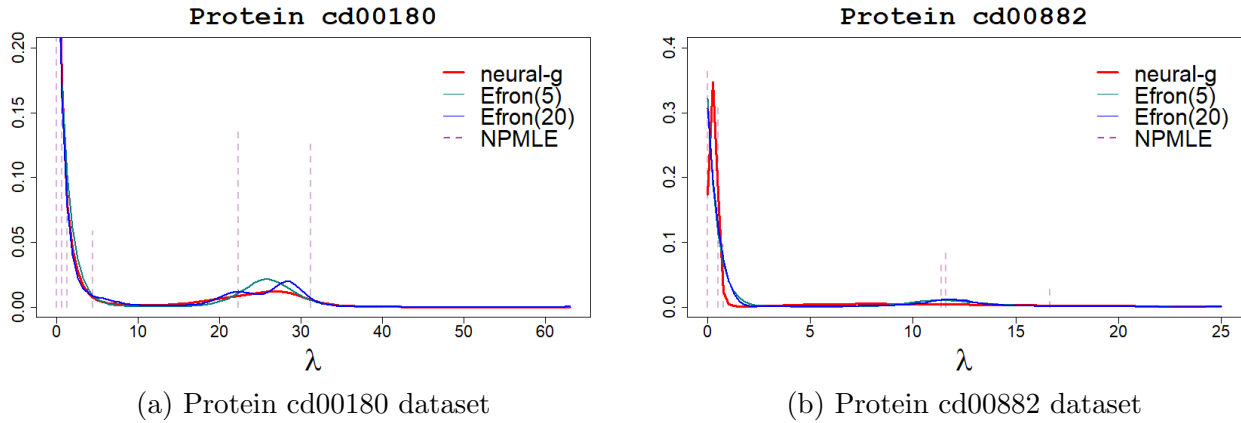 Protein cd00180
0.20
0.15
0.10
0.05
0.00
neural-g
Efron(5)
Efron(20)
NPMLE
0 10 20 30 40 50 60
λ
(a) Protein cd00180 dataset
Protein cd00882
0.4
0.3
0.2
0.1
0.0
neural-g
Efron(5)
Efron(20)
NPMLE
0 5 10 15 20 25
λ
(b) Protein cd00882 dataset